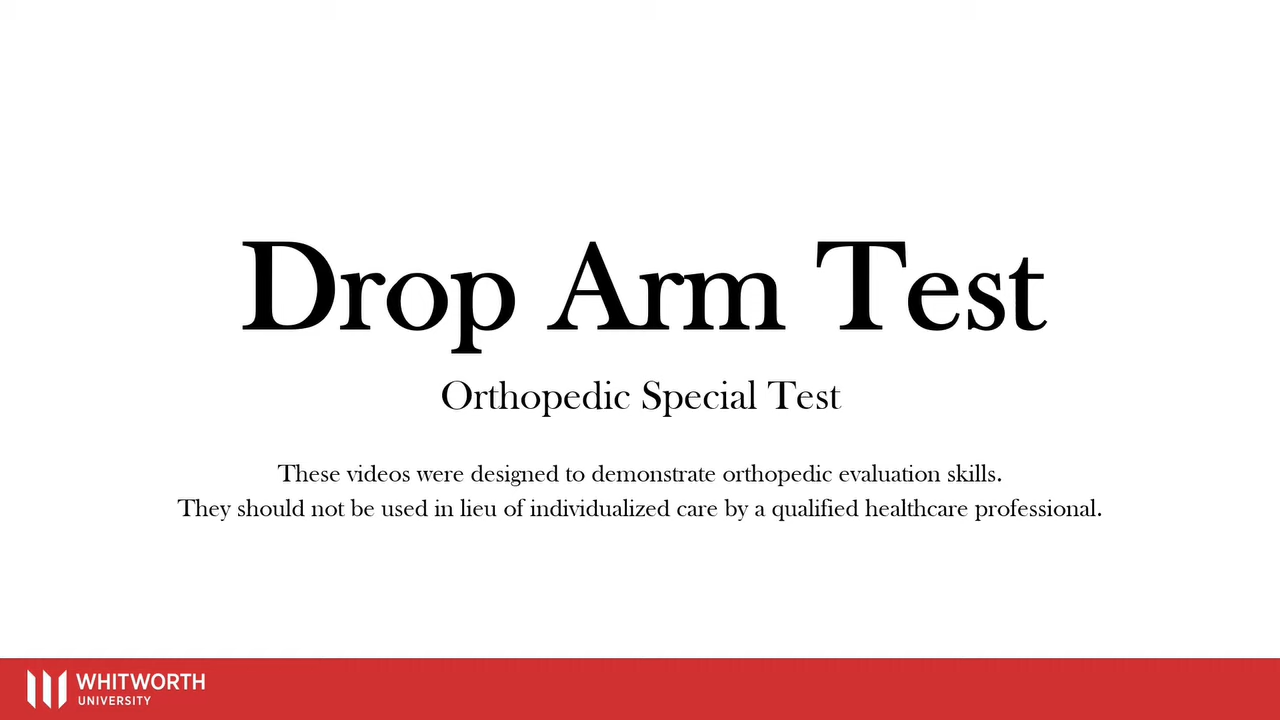 Drop Arm Test
Orthopedic Special Test
These videos were designed to demonstrate orthopedic evaluation skills.
They should not be used in lieu of individualized care by a qualified healthcare professional.
WHITWORTH
UNIVERSITY